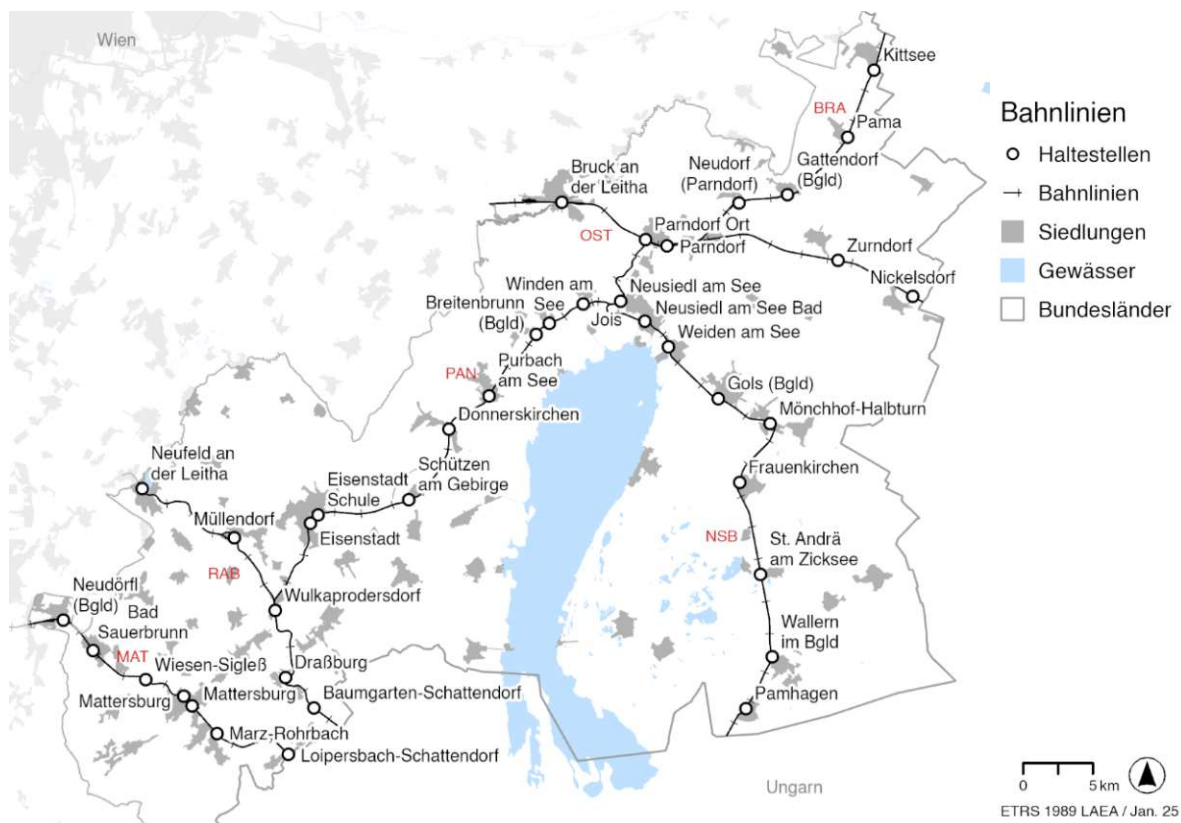 Wien
Kittsee
BRA
Pama
Gattendorf
(Bgld)
Neudorf
(Parndorf)
Bruck an
der Leitha
OST
Parndorf Ort
Parndorf
Zurndorf
Nickelsdorf
Winden am
See
Neusiedl am See
Breitenbrunn
(Bgld)
Jois
Neusiedl am See Bad
Weiden am See
PAN
Purbach
am See
Gols (Bgld)
Donnerskirchen
Mönchhof-Halbturn
Neufeld an
der Leitha
Eisenstadt
Schule
Schützen
am Gebirge
Frauenkirchen
Müllendorf
Eisenstadt
NSB
St. Andrä
am Zicksee
RAB
Neudörfl
(Bgld)
Wulkaprodersdorf
Bad
Sauerbrunn
Wallern
im Bgld
MAT
Wiesen-Sigleß
Draßburg
Mattersburg
Mattersburg
Baumgarten-Schattendorf
Pamhagen
Marz-Rohrbach
Loipersbach-Schattendorf
Ungarn
Bahnlinien
Haltestellen
Bahnlinien
Siedlungen
Gewässer
Bundesländer
0 5 km
ETRS 1989 LAEA / Jan. 25